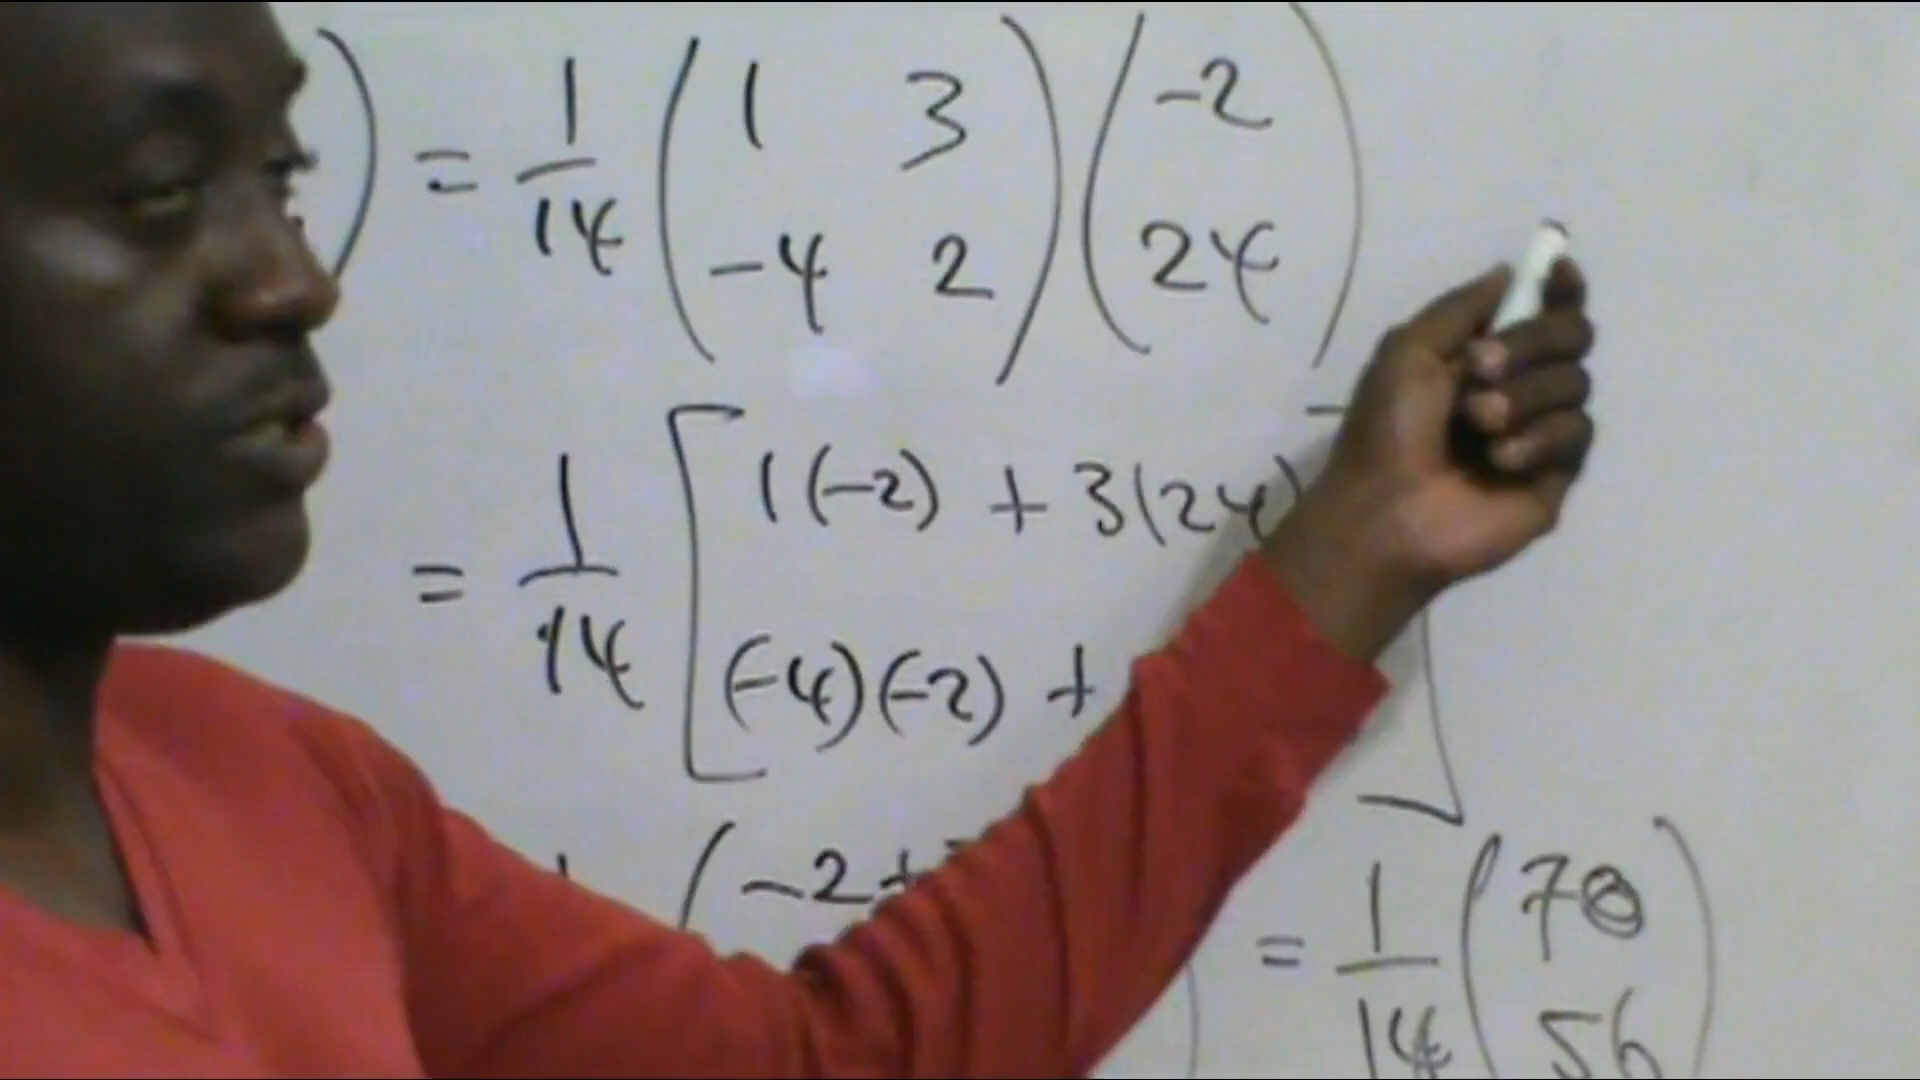 ) = 1/14 ( 1 3 ) ( -2 )
( -4 2 ) ( 24 )
= 1/14 [ 1(-2) + 3(24)
(-4)(-2) + ]
( -2 + = 1/14 ( 70 )
56